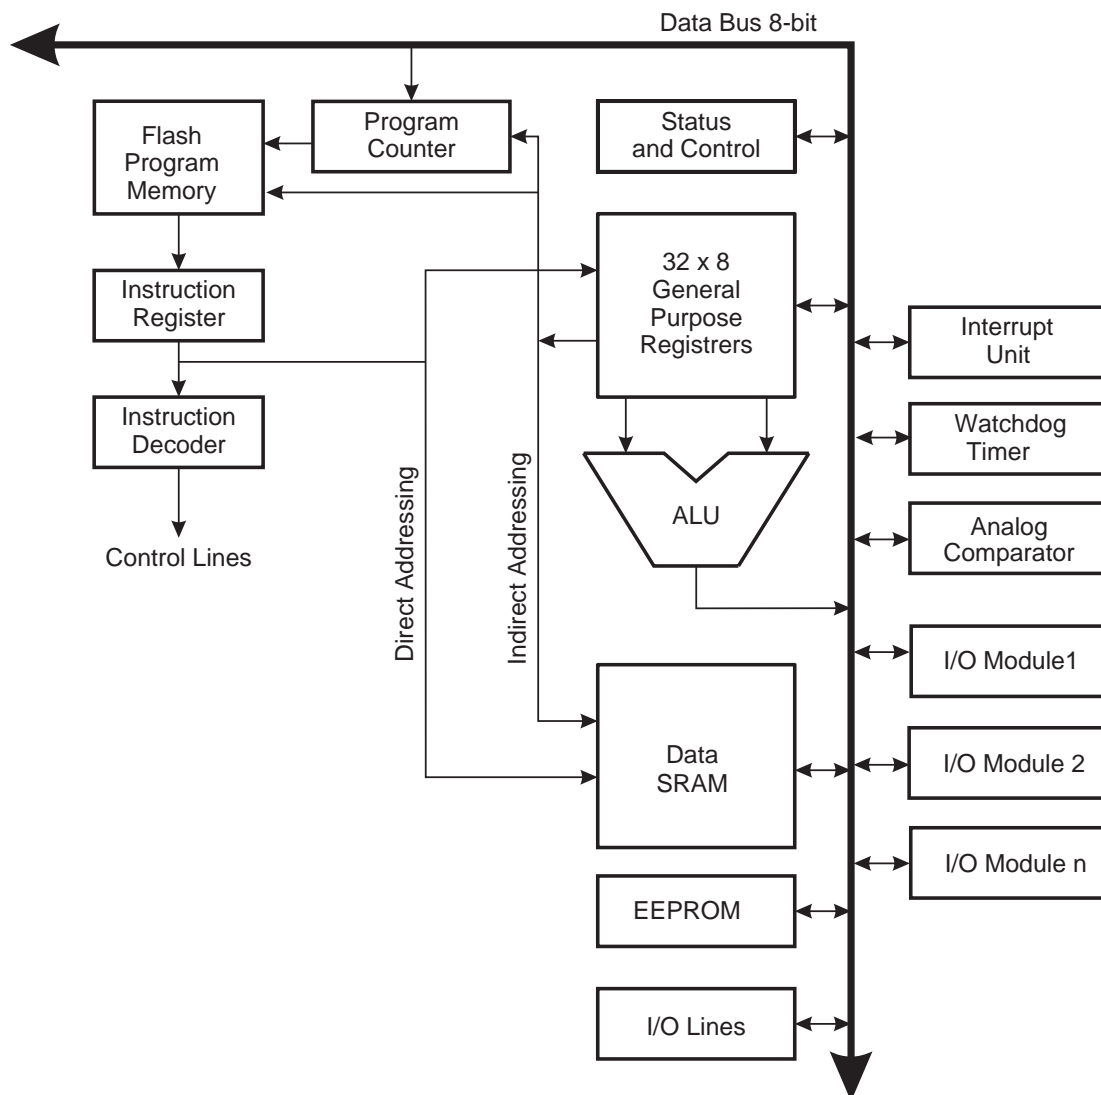 Data Bus 8-bit
Flash
Program
Memory
Program
Counter
Status
and Control
32 x 8
General
Purpose
Registrers
Instruction
Register
Instruction
Decoder
Control Lines
Direct Addressing
Indirect Addressing
ALU
Interrupt
Unit
Watchdog
Timer
Analog
Comparator
I/O Module1
Data
SRAM
I/O Module 2
I/O Module n
EEPROM
I/O Lines